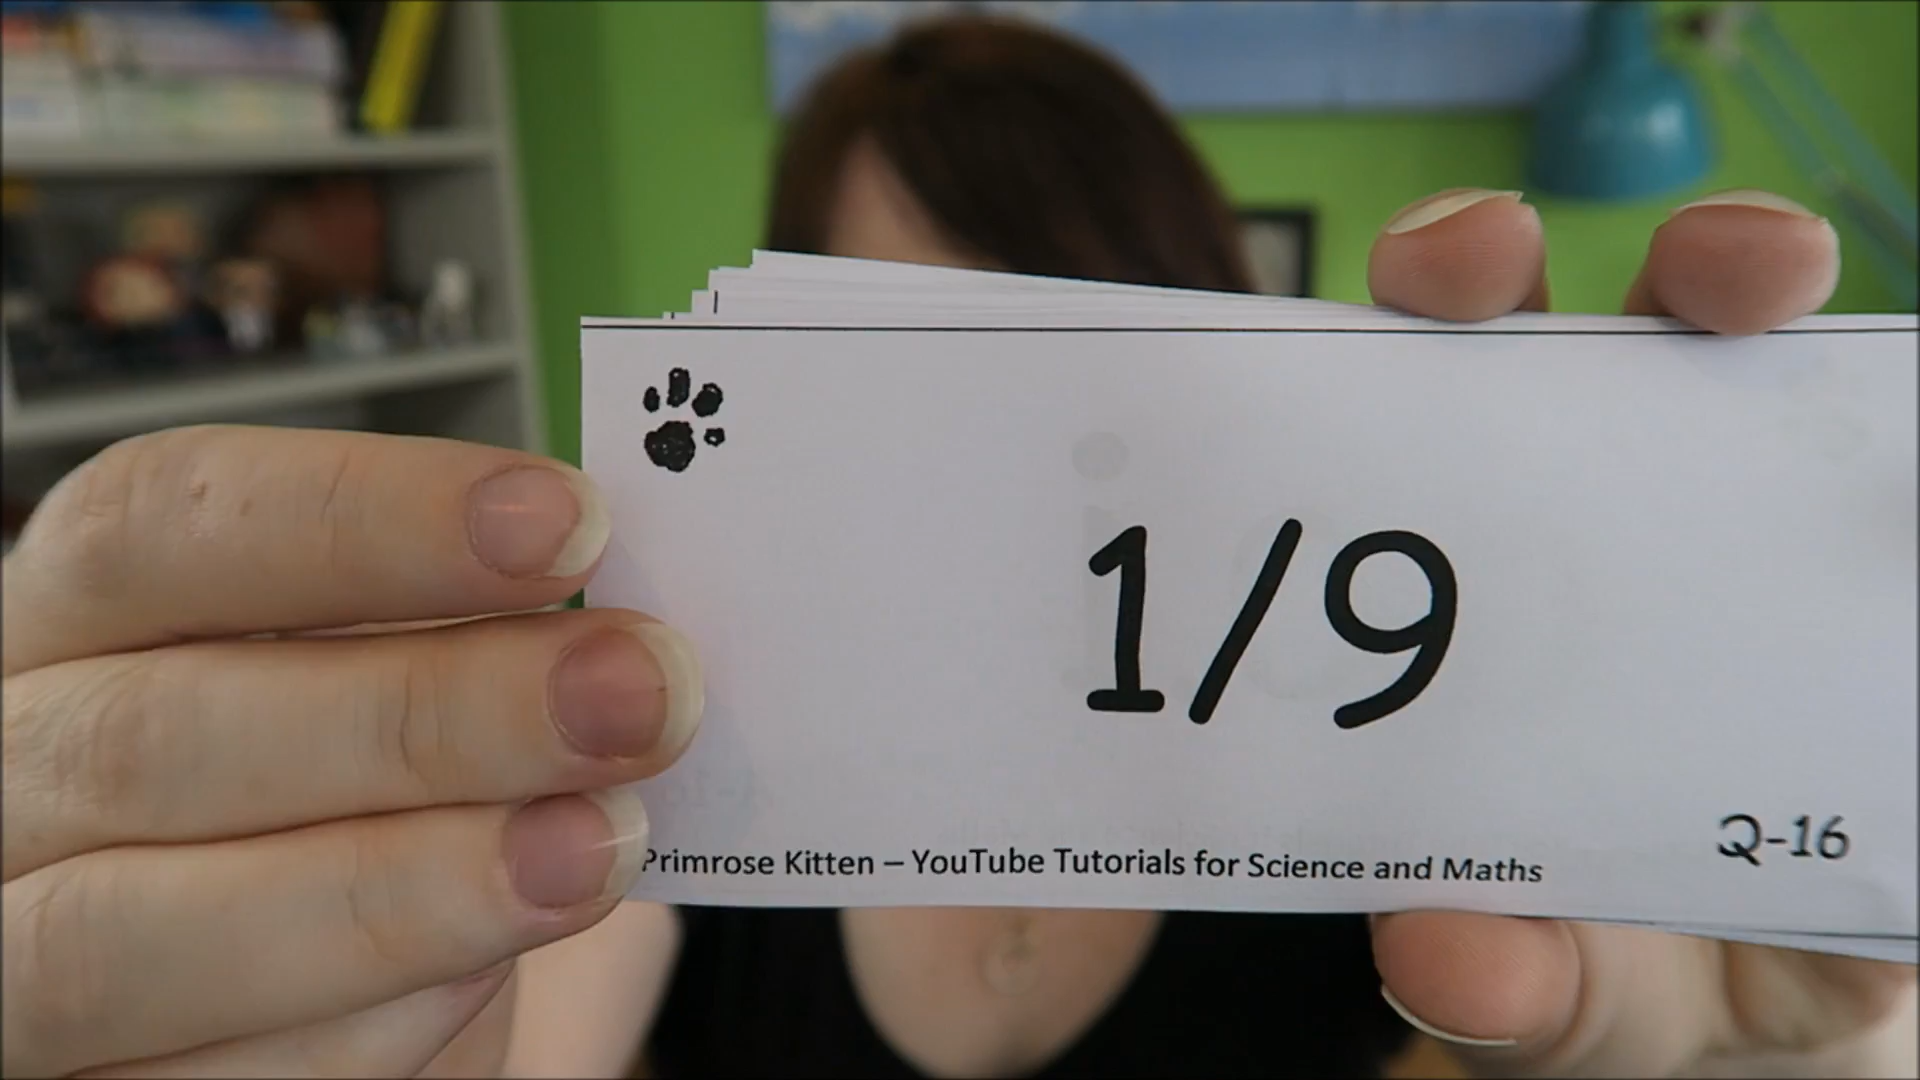 1/9
Q-16
Primrose Kitten – YouTube Tutorials for Science and Maths